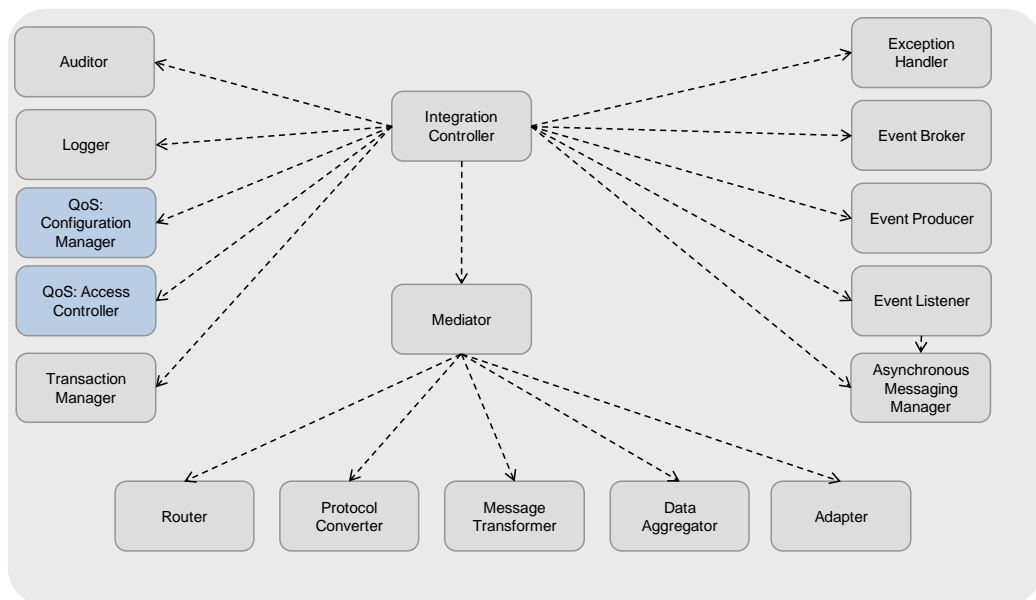 Auditor
Logger
QoS:
Configuration
Manager
QoS: Access
Controller
Transaction
Manager
Integration
Controller
Mediator
Exception
Handler
Event Broker
Event Producer
Event Listener
Asynchronous
Messaging
Manager
Router
Protocol
Converter
Message
Transformer
Data
Aggregator
Adapter